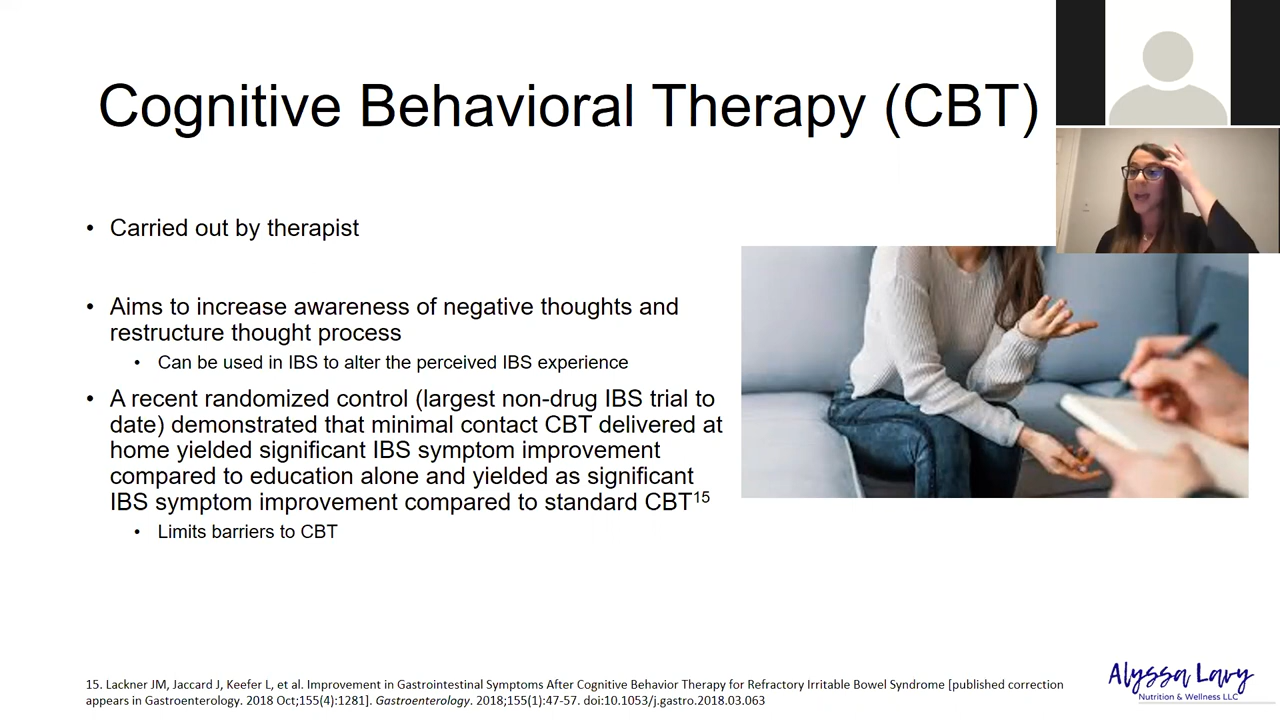 Cognitive Behavioral Therapy (CBT)
• Carried out by therapist
• Aims to increase awareness of negative thoughts and
restructure thought process
• Can be used in IBS to alter the perceived IBS experience
• A recent randomized control (largest non-drug IBS trial to
date) demonstrated that minimal contact CBT delivered at
home yielded significant IBS symptom improvement
compared to education alone and yielded as significant
IBS symptom improvement compared to standard CBT15
• Limits barriers to CBT
15. Lackner JM, Jaccard J, Keefer L, et al. Improvement in Gastrointestinal Symptoms After Cognitive Behavior Therapy for Refractory Irritable Bowel Syndrome [published correction
appears in Gastroenterology. 2018 Oct;155(4):1281]. Gastroenterology. 2018;155(1):47-57. doi:10.1053/j.gastro.2018.03.063
Alyssa Lavy
Nutrition & Wellness LLC